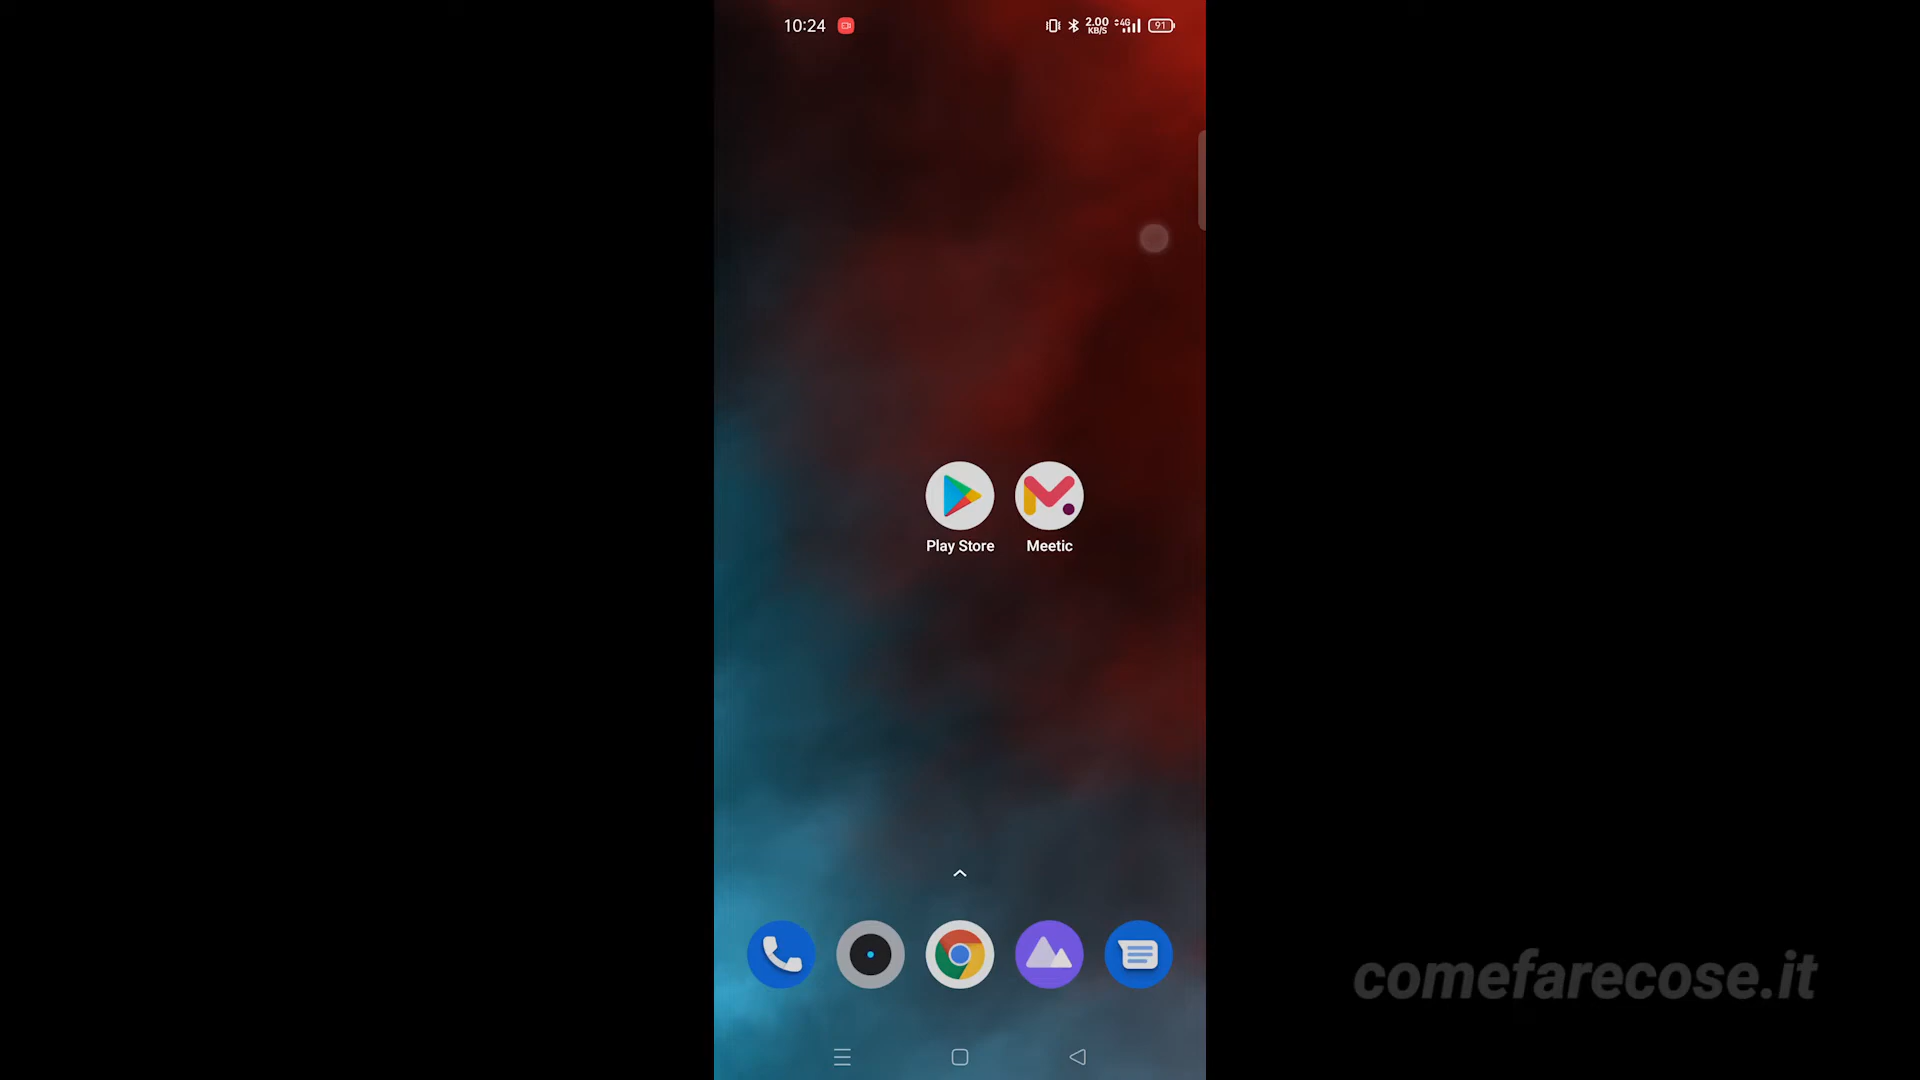 10:24
2.00
KB/S
4G
91
Play Store
Meetic
comefarecose.it